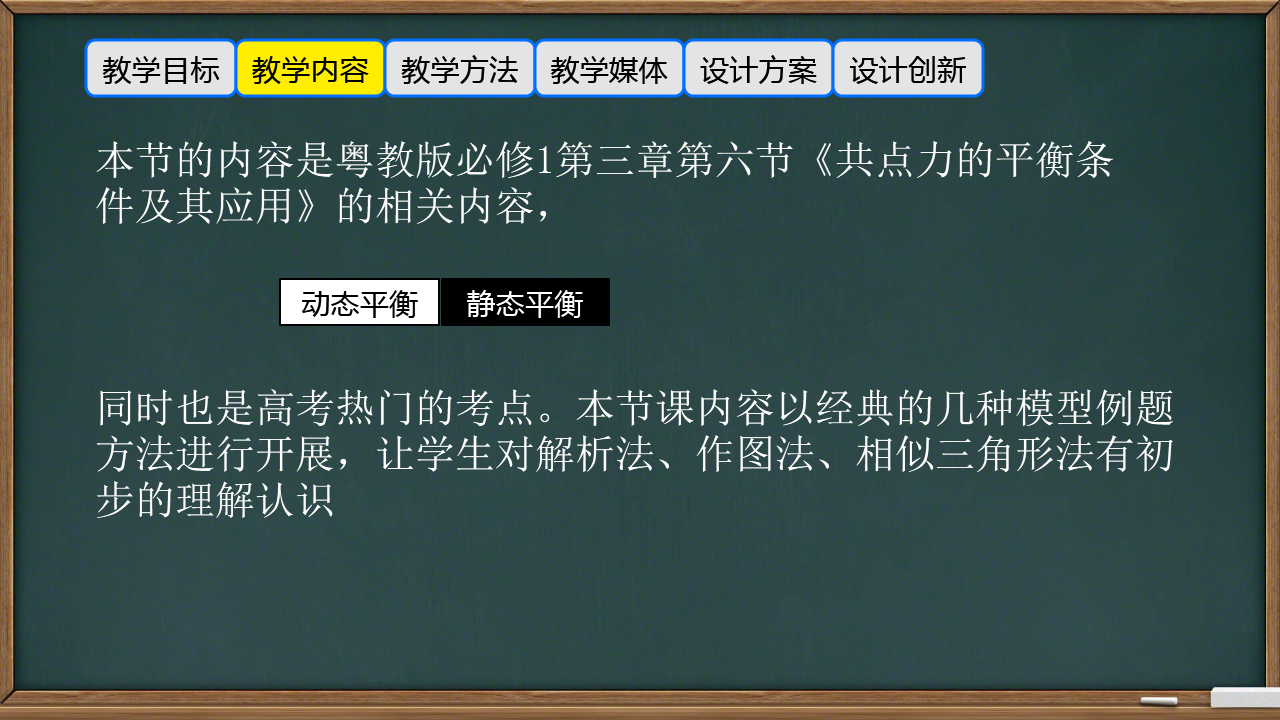 教学目标 教学内容 教学方法 教学媒体 设计方案 设计创新
本节的内容是粤教版必修1第三章第六节《共点力的平衡条
件及其应用》的相关内容，
动态平衡 静态平衡
同时也是高考热门的考点。本节课内容以经典的几种模型例题
方法进行开展，让学生对解析法、作图法、相似三角形法有初
步的理解认识